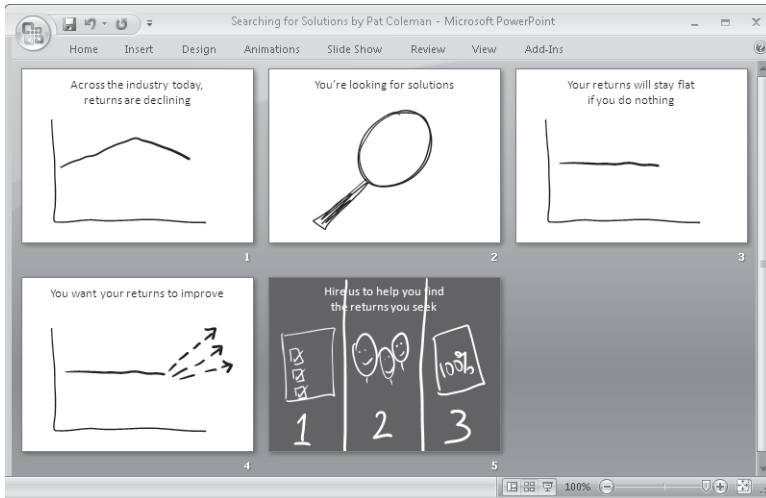 Searching for Solutions by Pat Coleman - Microsoft PowerPoint
Home Insert Design Animations Slide Show Review View Add-Ins
Across the industry today,
returns are declining
1
You're looking for solutions
2
Your returns will stay flat
if you do nothing
3
You want your returns to improve
4
Hire us to help you find
the returns you seek
100%
1 2 3
5
100%